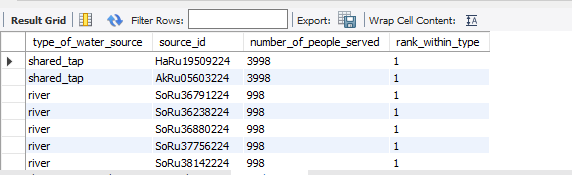 Result Grid Filter Rows: Export: Wrap Cell Content:
type_of_water_source source_id number_of_people_served rank_within_type
shared_tap HaRu19509224 3998 1
shared_tap AkRu05603224 3998 1
river SoRu36791224 998 1
river SoRu36238224 998 1
river SoRu36880224 998 1
river SoRu37756224 998 1
river SoRu38142224 998 1